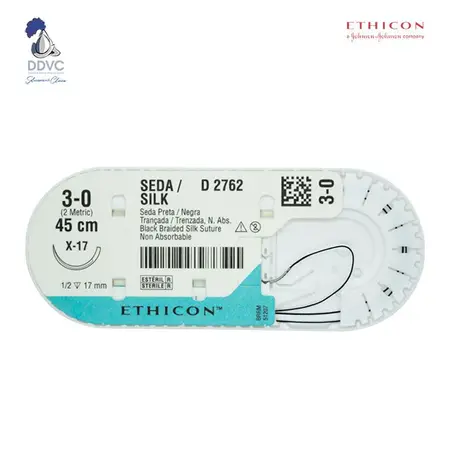 DDVC
ETHICON
a Johnson & Johnson company
3-0
(2 Metric)
45 cm
X-17
1/2 ▽ 17 mm
SEDA / D 2762
SILK
Seda Preta / Negra
Trançada / Trenzada, N. Abs.
Black Braided Silk Suture
Non Absorbable
ESTÉRIL R
STERILE R
ETHICON™
3-0